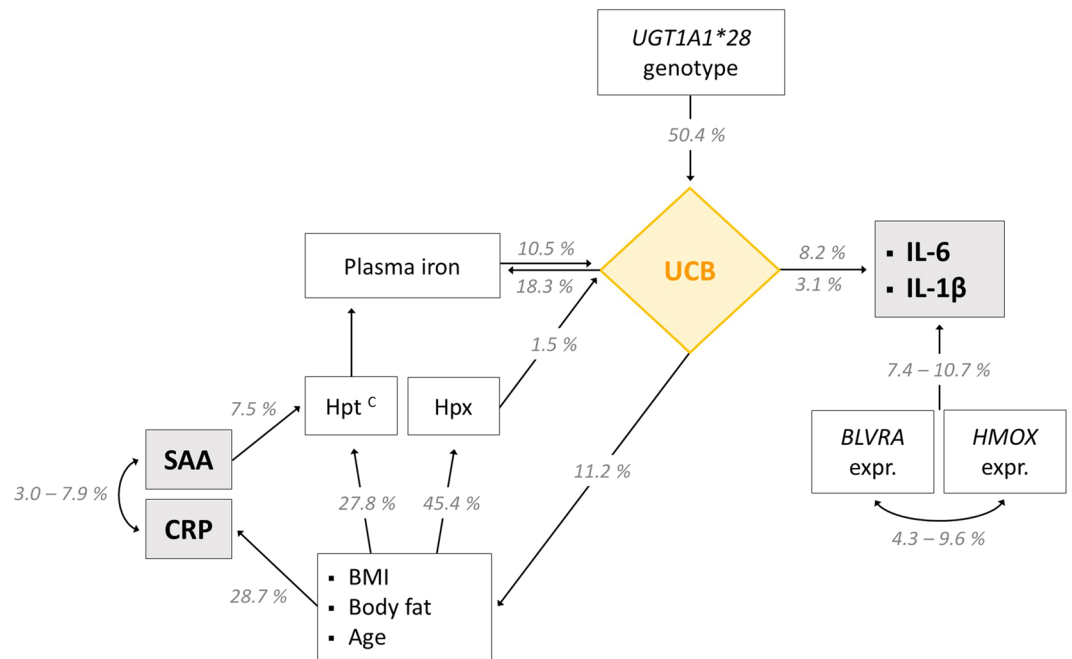 UGT1A1*28
genotype
50.4 %
Plasma iron
10.5 %
18.3 %
UCB
8.2 %
3.1 %
▪ IL-6
▪ IL-1β
1.5 %
7.4 – 10.7 %
Hpt C
Hpx
7.5 %
SAA
3.0 – 7.9 %
CRP
27.8 %
45.4 %
11.2 %
BLVRA
expr.
HMOX
expr.
4.3 – 9.6 %
28.7 %
▪ BMI
▪ Body fat
▪ Age